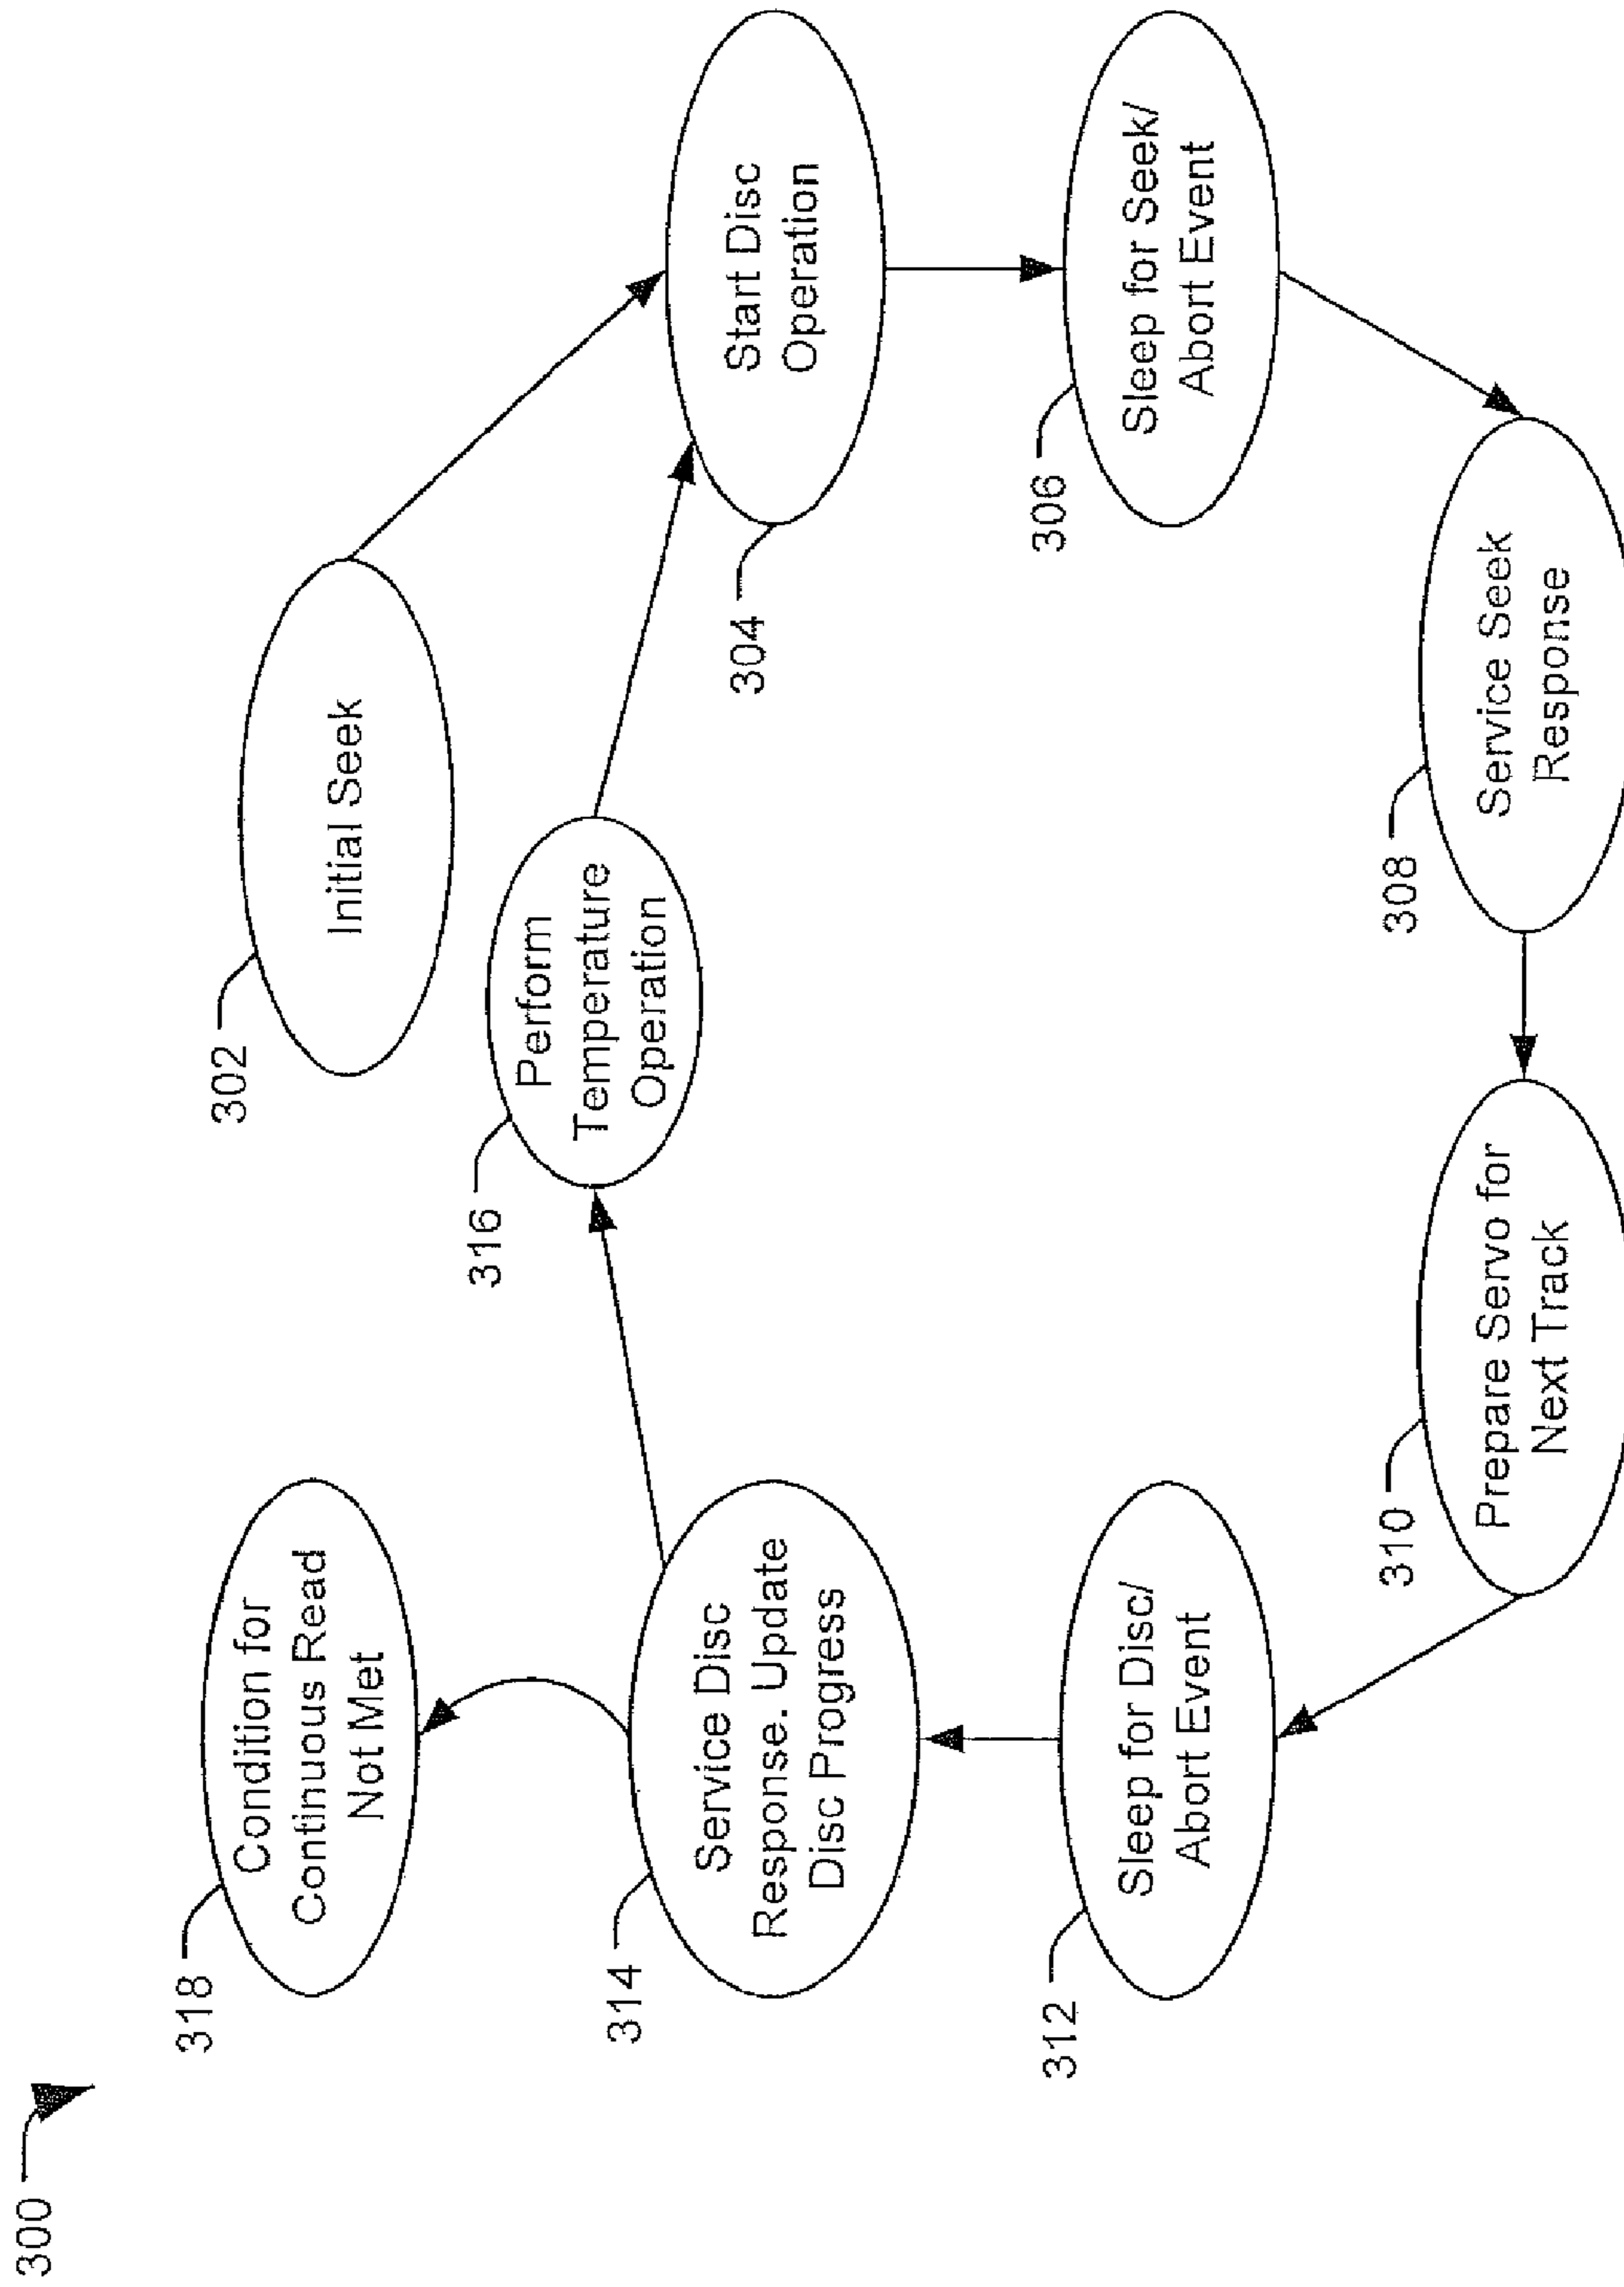 300
318
Condition for
Continuous Read
Not Met
302
Initial Seek
316
Perform
Temperature
Operation
314
Service Disc
Response. Update
Disc Progress
304
Start Disc
Operation
312
Sleep for Disc/
Abort Event
306
Sleep for Seek/
Abort Event
310
Prepare Servo for
Next Track
308
Service Seek
Response